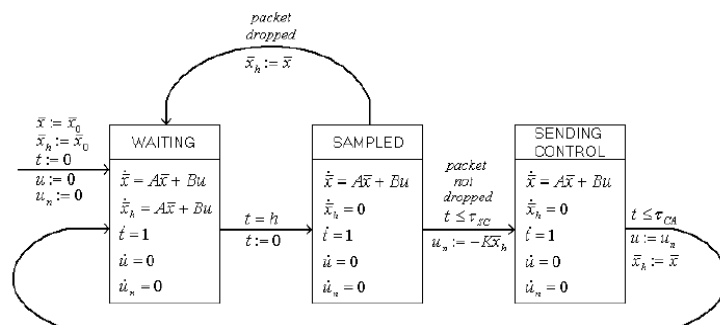 packet
dropped
x̄_h := x̄
x̄ := x̄_0
x̄_h := x̄_0
t := 0
u := 0
u_n := 0
WAITING
ẋ̄ = Ax̄ + Bu
ẋ̄_h = Ax̄ + Bu
ṫ = 1
u̇ = 0
u̇_n = 0
t = h
t := 0
SAMPLED
ẋ̄ = Ax̄ + Bu
ẋ̄_h = 0
ṫ = 1
u̇ = 0
u̇_n = 0
packet
not
dropped
t ≤ τ_SC
u_n := -Kx̄_h
SENDING
CONTROL
ẋ̄ = Ax̄ + Bu
ẋ̄_h = 0
ṫ = 1
u̇ = 0
u̇_n = 0
t ≤ τ_CA
u := u_n
x̄_h := x̄